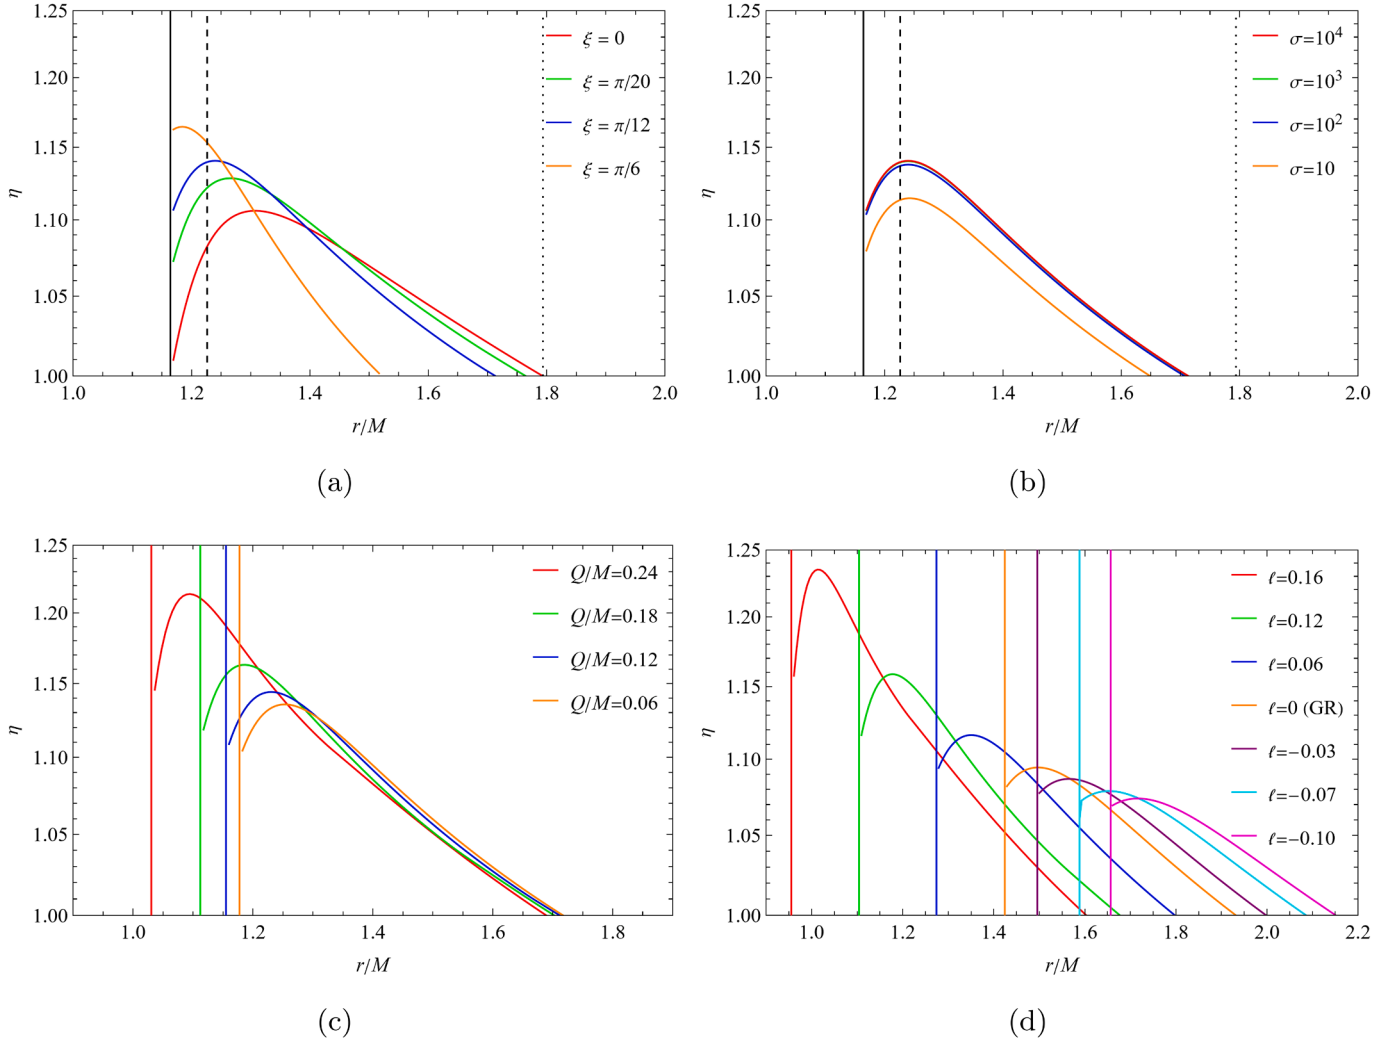 1.25
1.20
1.15
1.10
1.05
1.00
η
1.0 1.2 1.4 1.6 1.8 2.0
r/M
ξ = 0
ξ = π/20
ξ = π/12
ξ = π/6
(a)
1.25
1.20
1.15
1.10
1.05
1.00
η
1.0 1.2 1.4 1.6 1.8 2.0
r/M
σ=10⁴
σ=10³
σ=10²
σ=10
(b)
1.25
1.20
1.15
1.10
1.05
1.00
η
1.0 1.2 1.4 1.6 1.8
r/M
Q/M=0.24
Q/M=0.18
Q/M=0.12
Q/M=0.06
(c)
1.25
1.20
1.15
1.10
1.05
1.00
η
1.0 1.2 1.4 1.6 1.8 2.0 2.2
r/M
ℓ=0.16
ℓ=0.12
ℓ=0.06
ℓ=0 (GR)
ℓ=−0.03
ℓ=−0.07
ℓ=−0.10
(d)